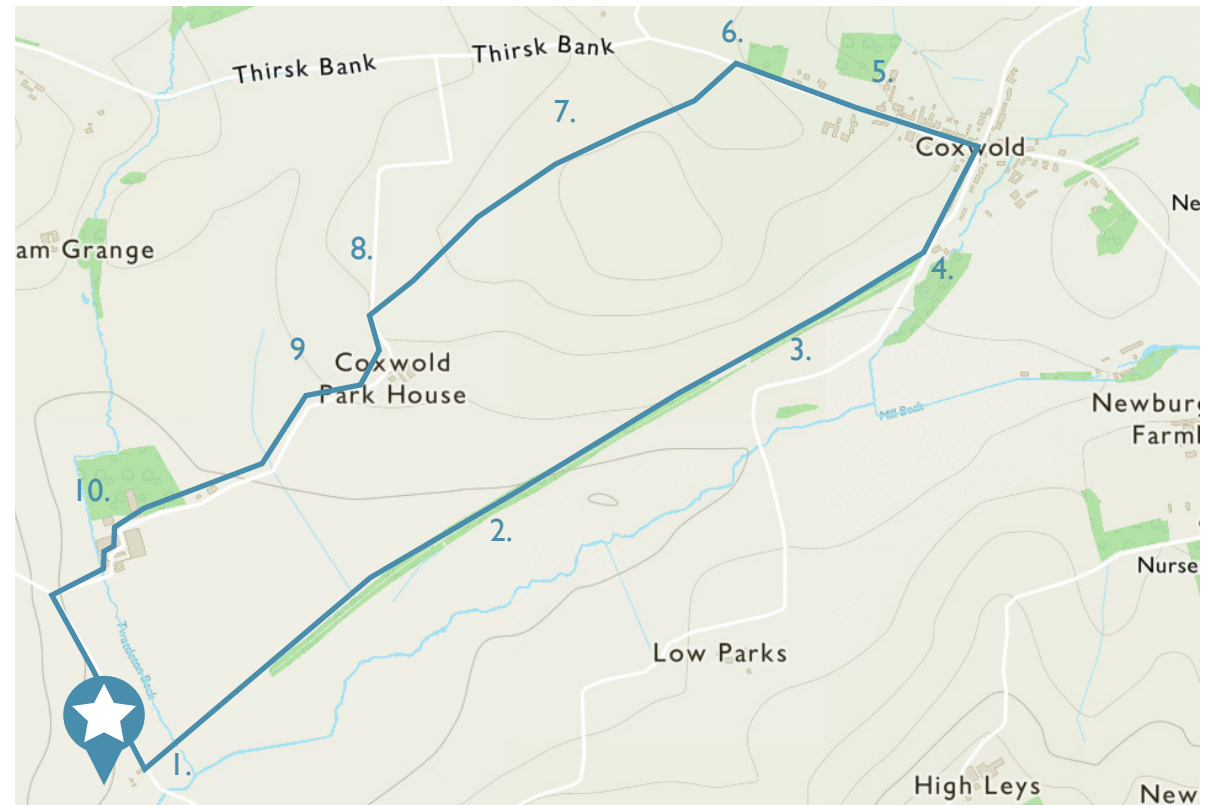 6.
Thirsk Bank
Thirsk Bank
5.
7.
Coxwold
Ne
am Grange
8.
4.
9
3.
Coxwold
Park House
Mill Beck
Newburg
Farmh
10.
2.
Nurse
Low Parks
1.
High Leys
New